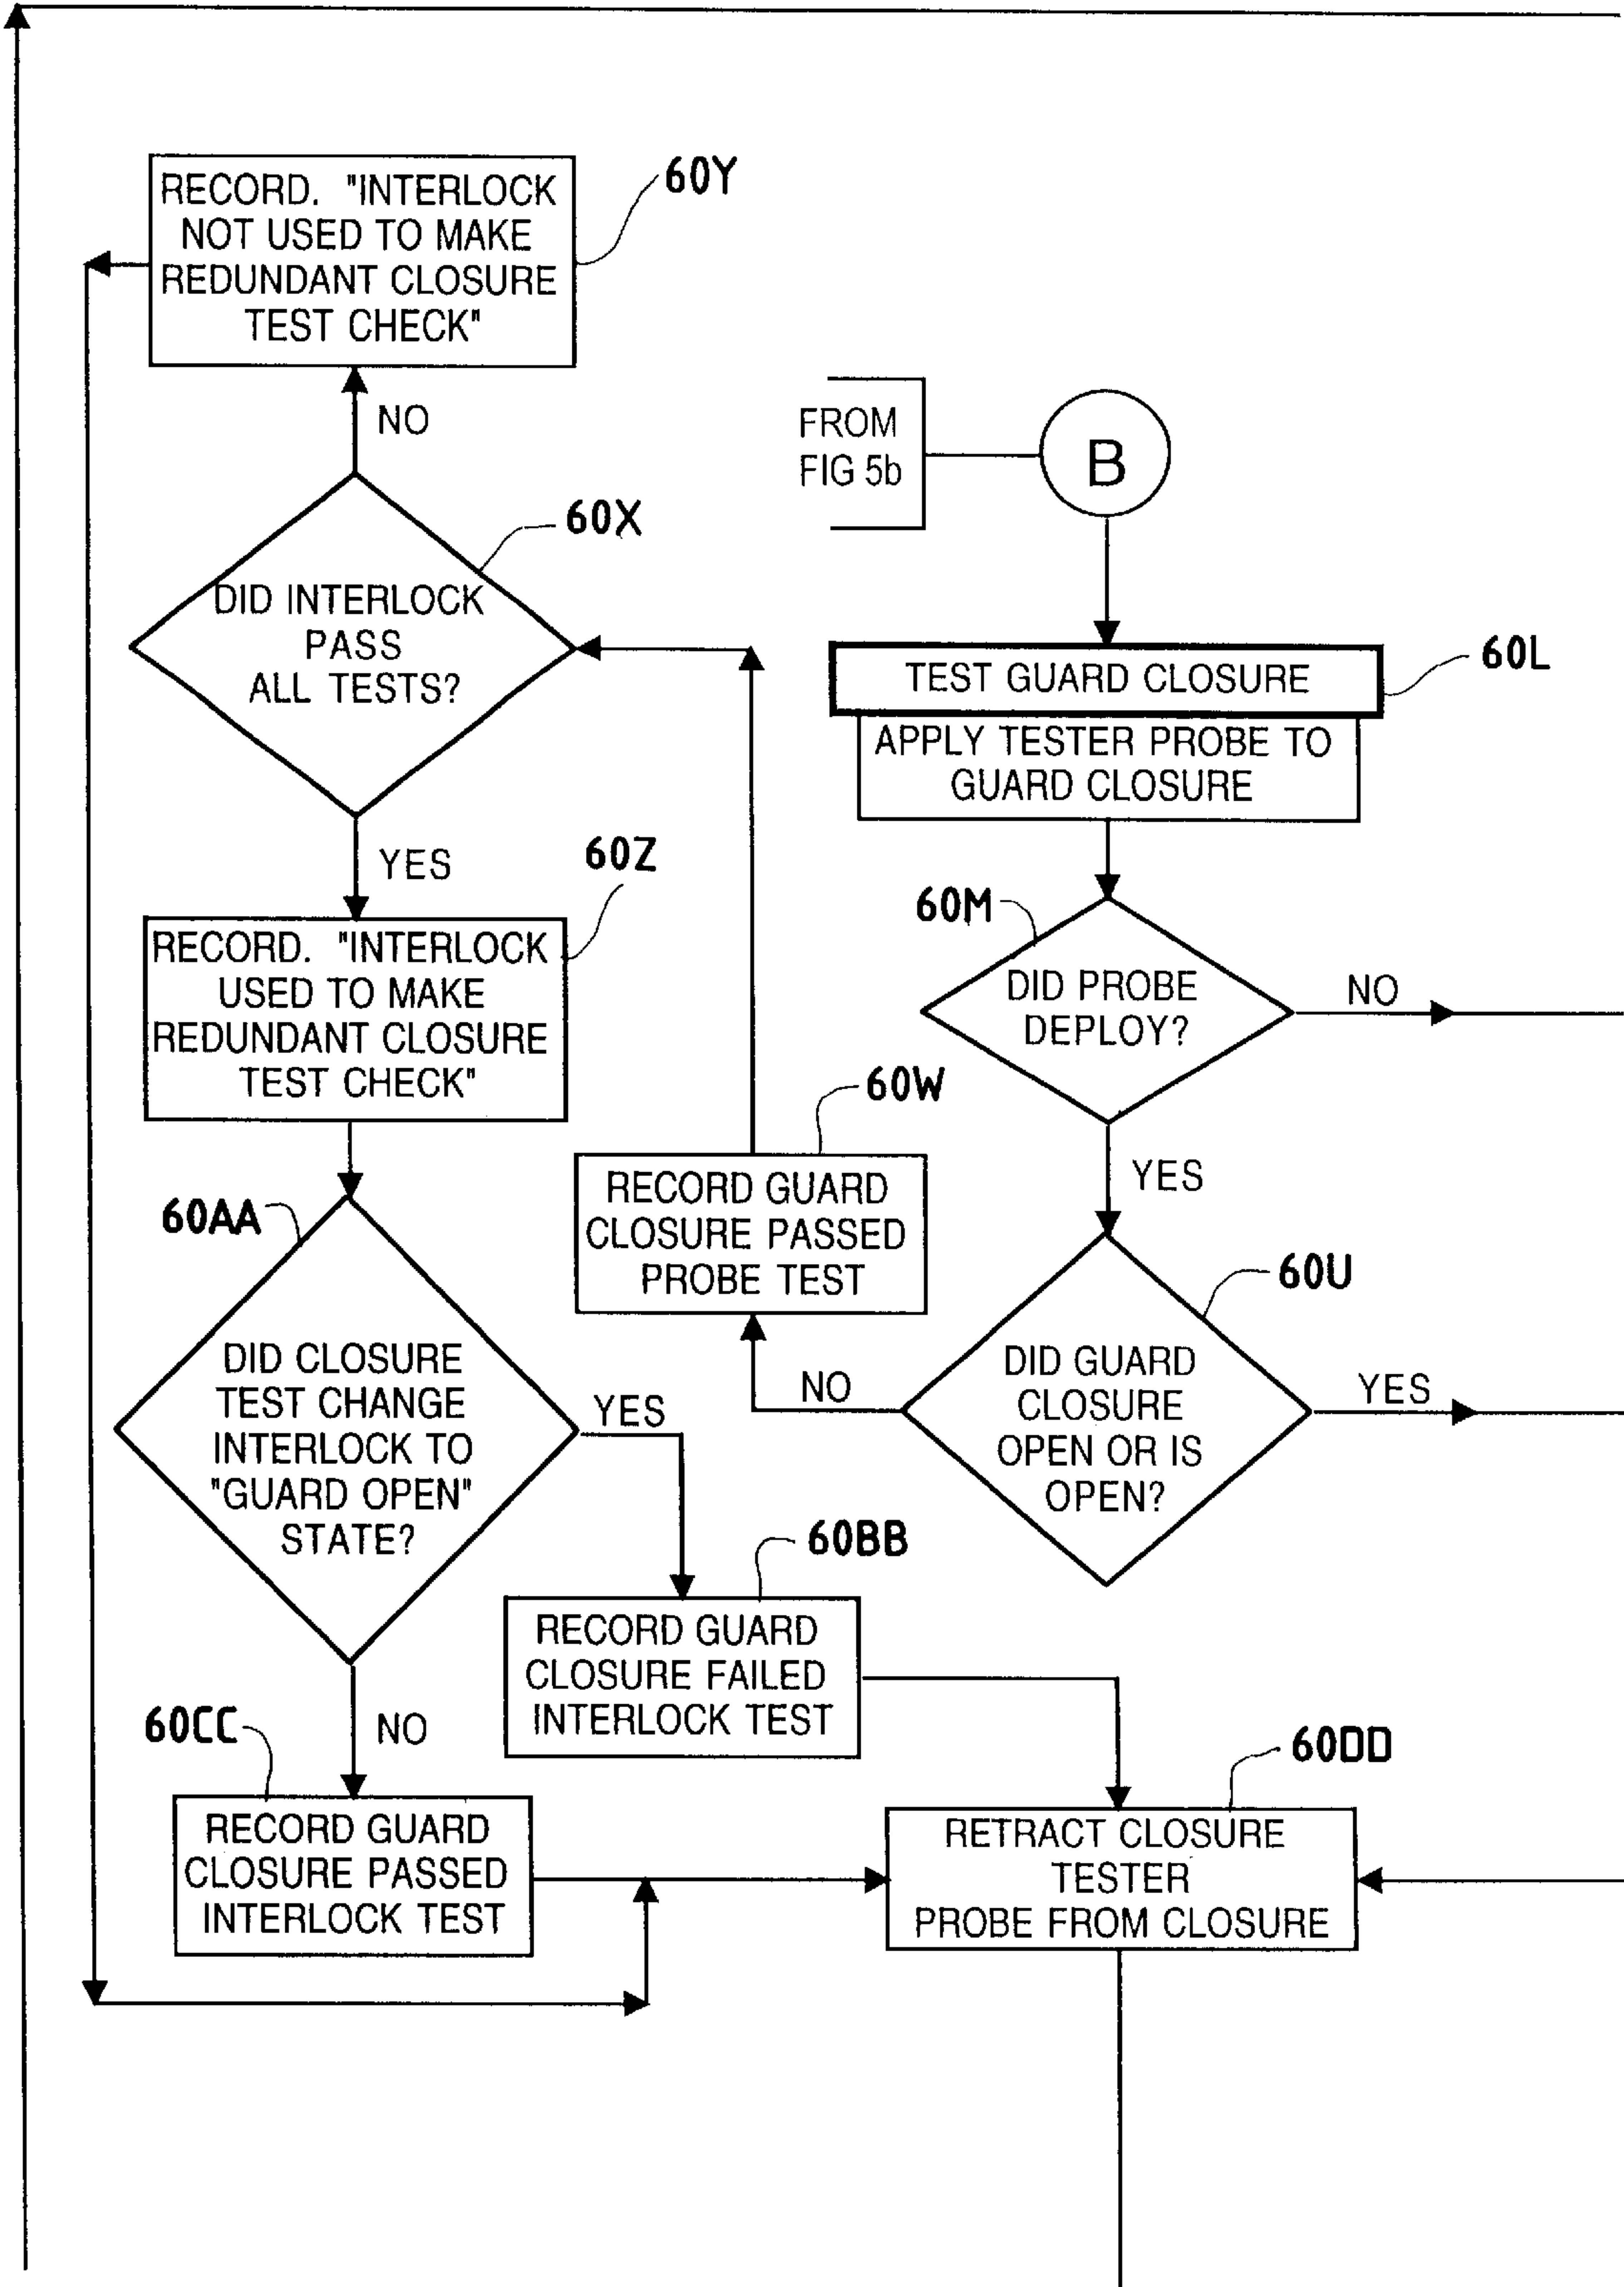 RECORD. "INTERLOCK
NOT USED TO MAKE
REDUNDANT CLOSURE
TEST CHECK"
60Y
NO
FROM
FIG 5b
B
60X
DID INTERLOCK
PASS
ALL TESTS?
TEST GUARD CLOSURE
60L
APPLY TESTER PROBE TO
GUARD CLOSURE
YES
60Z
RECORD. "INTERLOCK
USED TO MAKE
REDUNDANT CLOSURE
TEST CHECK"
60M
DID PROBE
DEPLOY?
NO
60W
RECORD GUARD
CLOSURE PASSED
PROBE TEST
YES
60AA
DID CLOSURE
TEST CHANGE
INTERLOCK TO
"GUARD OPEN"
STATE?
YES
NO
60U
DID GUARD
CLOSURE
OPEN OR IS
OPEN?
YES
60BB
RECORD GUARD
CLOSURE FAILED
INTERLOCK TEST
60CC
NO
RECORD GUARD
CLOSURE PASSED
INTERLOCK TEST
60DD
RETRACT CLOSURE
TESTER
PROBE FROM CLOSURE